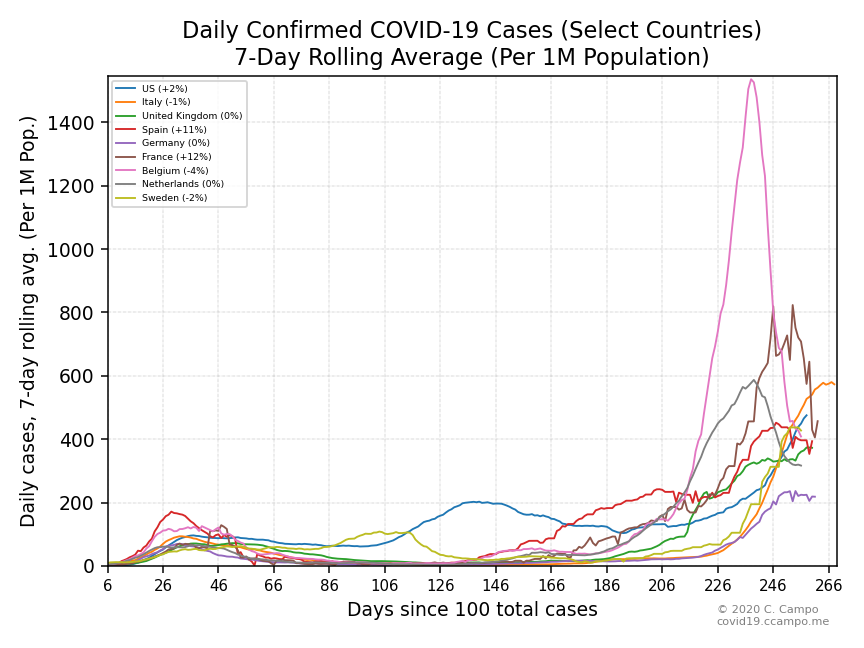 Daily Confirmed COVID-19 Cases (Select Countries)
7-Day Rolling Average (Per 1M Population)
Daily cases, 7-day rolling avg. (Per 1M Pop.)
1400
1200
1000
800
600
400
200
0
US (+2%)
Italy (-1%)
United Kingdom (0%)
Spain (+11%)
Germany (0%)
France (+12%)
Belgium (-4%)
Netherlands (0%)
Sweden (-2%)
6 26 46 66 86 106 126 146 166 186 206 226 246 266
Days since 100 total cases
© 2020 C. Campo
covid19.ccampo.me